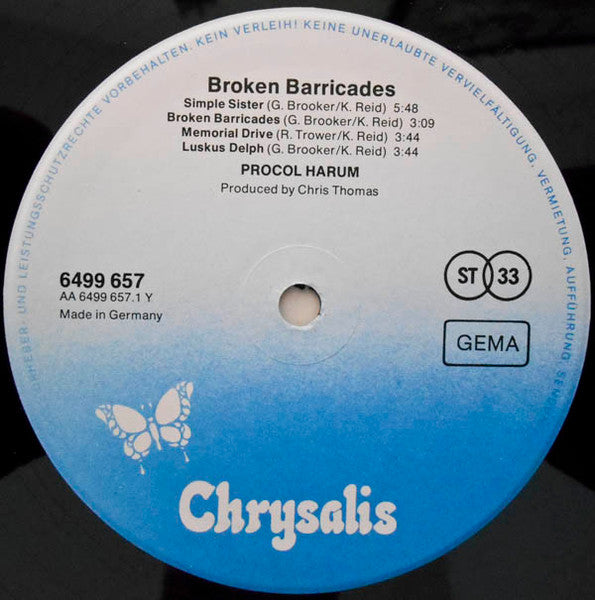 RHEBER- UND LEISTUNGSSCHUTZRECHTE VORBEHALTEN. KEIN VERLEIH! KEINE UNERLAUBTE VERVIELFÄLTIGUNG, VERMIETUNG, AUFFÜHRUNG, SEN
Broken Barricades
Simple Sister (G. Brooker/K. Reid) 5:48
Broken Barricades (G. Brooker/K. Reid) 3:09
Memorial Drive (R. Trower/K. Reid) 3:44
Luskus Delph (G. Brooker/K. Reid) 3:44
PROCOL HARUM
Produced by Chris Thomas
6499 657
AA 6499 657.1 Y
Made in Germany
ST 33
GEMA
Chrysalis